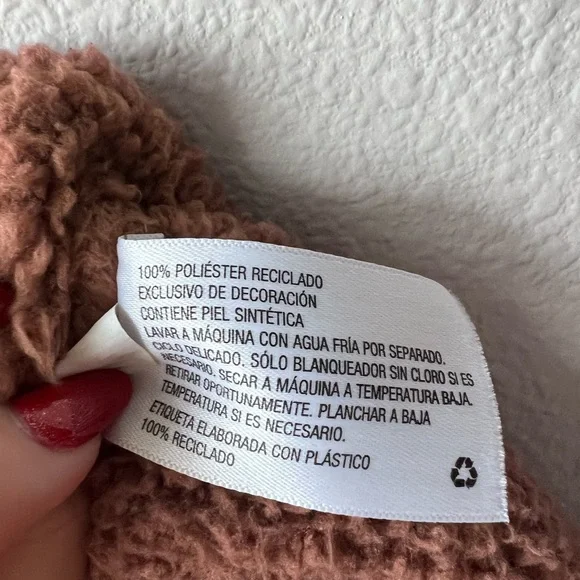 100% POLIÉSTER RECICLADO
EXCLUSIVO DE DECORACIÓN
CONTIENE PIEL SINTÉTICA
LAVAR A MÁQUINA CON AGUA FRÍA POR SEPARADO.
CICLO DELICADO. SÓLO BLANQUEADOR SIN CLORO SI ES
NECESARIO. SECAR A MÁQUINA A TEMPERATURA BAJA.
RETIRAR OPORTUNAMENTE. PLANCHAR A BAJA
TEMPERATURA SI ES NECESARIO.
ETIQUETA ELABORADA CON PLÁSTICO
100% RECICLADO